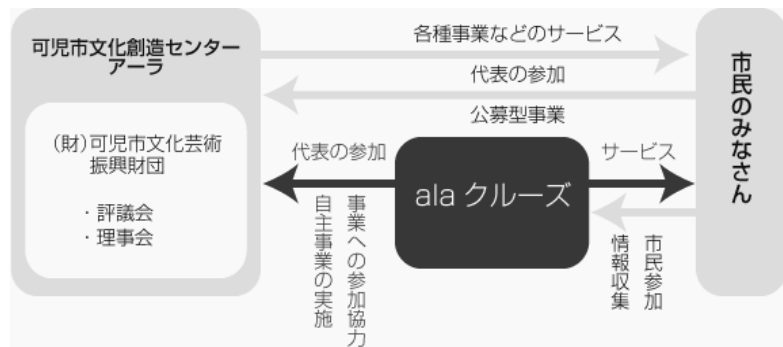 可児市文化創造センター
アーラ
(財)可児市文化芸術
振興財団
・評議会
・理事会
各種事業などのサービス
代表の参加
公募型事業
代表の参加
事業への参加協力
自主事業の実施
alaクルーズ
サービス
市民参加
情報収集
市民のみなさん